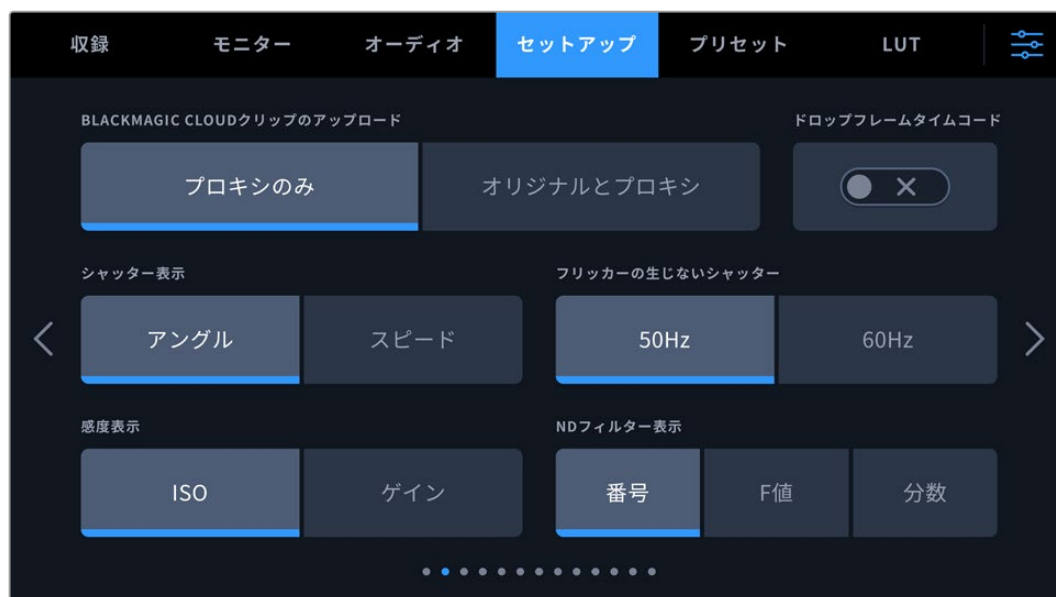 収録 モニター オーディオ セットアップ プリセット LUT
BLACKMAGIC CLOUDクリップのアップロード ドロップフレームタイムコード
プロキシのみ オリジナルとプロキシ
シャッター表示 フリッカーの生じないシャッター
アングル スピード 50Hz 60Hz
感度表示 NDフィルター表示
ISO ゲイン 番号 F値 分数